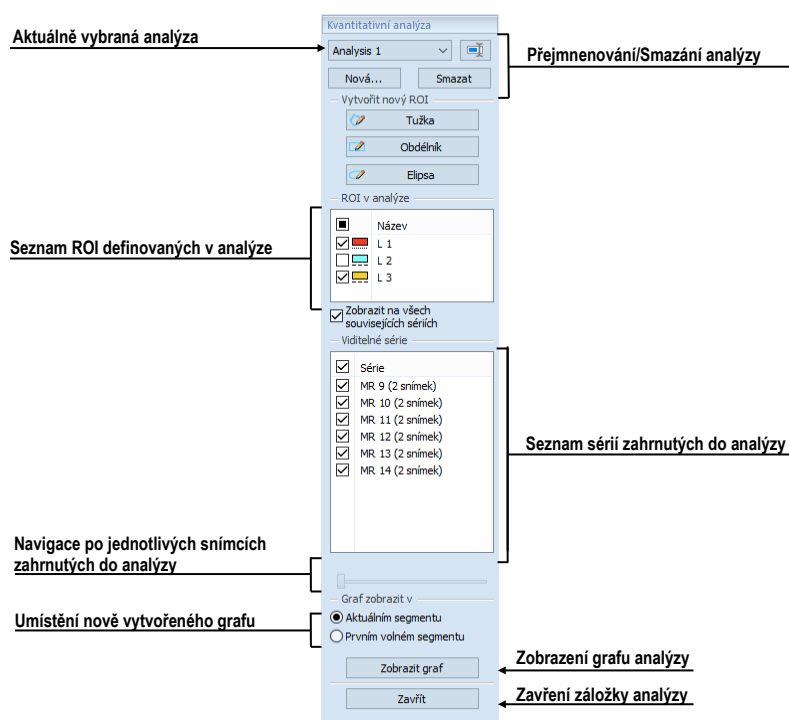 Kvantitativní analýza
Aktuálně vybraná analýza
Analysis 1
Přejmnenování/Smazání analýzy
Nová...
Smazat
Vytvořit nový ROI
Tužka
Obdélník
Elipsa
ROI v analýze
Název
L 1
Seznam ROI definovaných v analýze
L 2
L 3
Zobrazit na všech
souvisejících sériích
Viditelné série
Série
MR 9 (2 snímek)
MR 10 (2 snímek)
MR 11 (2 snímek)
MR 12 (2 snímek)
MR 13 (2 snímek)
MR 14 (2 snímek)
Seznam sérií zahrnutých do analýzy
Navigace po jednotlivých snímcích
zahrnutých do analýzy
Graf zobrazit v
Umístění nově vytvořeného grafu
Aktuálním segmentu
Prvním volném segmentu
Zobrazit graf
Zobrazení grafu analýzy
Zavřít
Zavření záložky analýzy